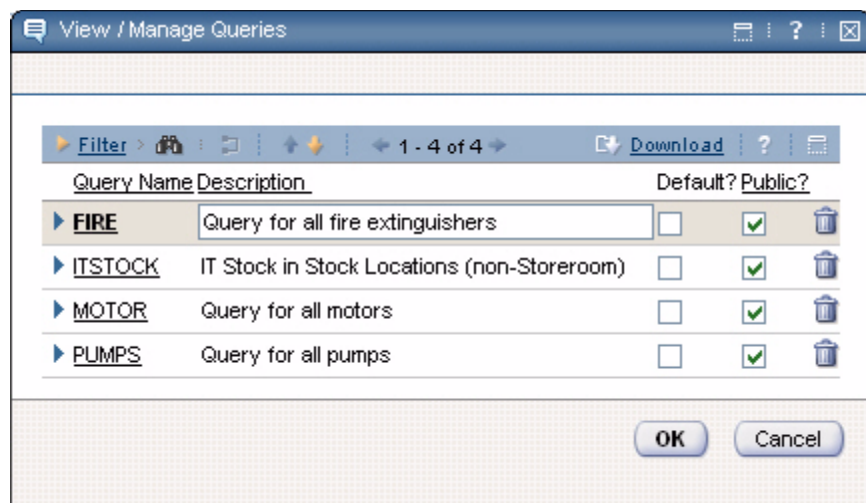 View / Manage Queries ?
Filter > 1 - 4 of 4 Download ?
Query Name Description Default? Public?
FIRE Query for all fire extinguishers
ITSTOCK IT Stock in Stock Locations (non-Storeroom)
MOTOR Query for all motors
PUMPS Query for all pumps
OK Cancel